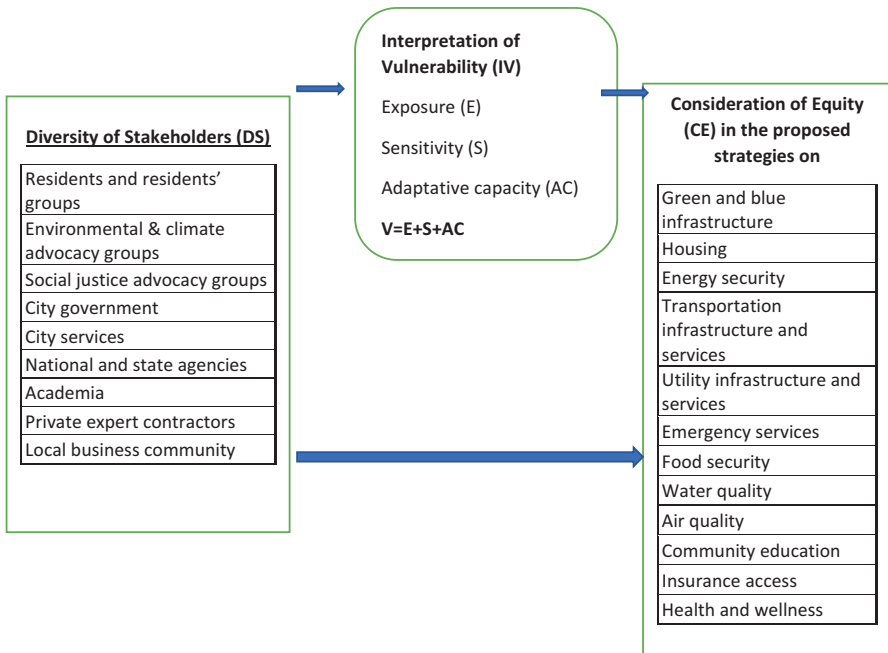 Diversity of Stakeholders (DS)
Residents and residents’
groups
Environmental & climate
advocacy groups
Social justice advocacy groups
City government
City services
National and state agencies
Academia
Private expert contractors
Local business community
Interpretation of
Vulnerability (IV)
Exposure (E)
Sensitivity (S)
Adaptative capacity (AC)
V=E+S+AC
Consideration of Equity
(CE) in the proposed
strategies on
Green and blue
infrastructure
Housing
Energy security
Transportation
infrastructure and
services
Utility infrastructure and
services
Emergency services
Food security
Water quality
Air quality
Community education
Insurance access
Health and wellness